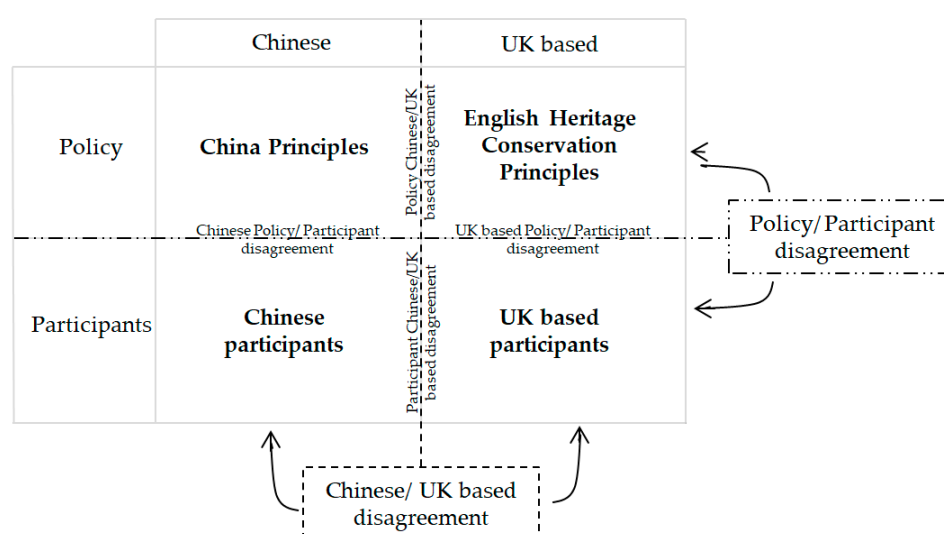 Chinese
UK based
Policy
China Principles
Policy Chinese/UK
based disagreement
English Heritage
Conservation
Principles
Policy/ Participant
disagreement
Chinese Policy/ Participant
disagreement
UK based Policy/ Participant
disagreement
Participants
Chinese
participants
Participant Chinese/UK
based disagreement
UK based
participants
Chinese/ UK based
disagreement